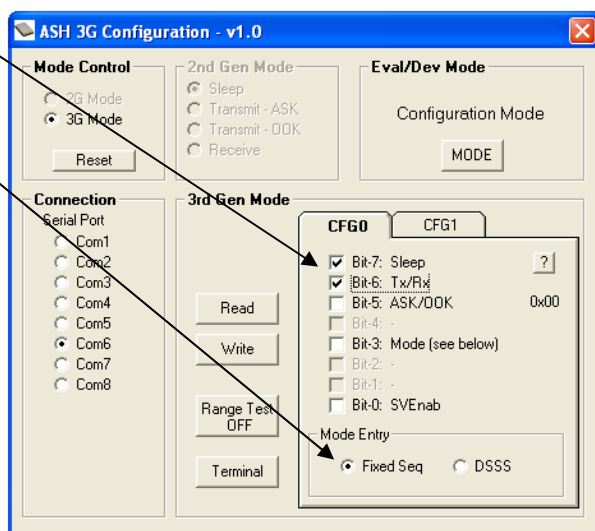 ASH 3G Configuration - v1.0
Mode Control
2G Mode
3G Mode
Reset
2nd Gen Mode
Sleep
Transmit - ASK
Transmit - OOK
Receive
Eval/Dev Mode
Configuration Mode
MODE
Connection
Serial Port
Com1
Com2
Com3
Com4
Com5
Com6
Com7
Com8
3rd Gen Mode
Read
Write
Range Test
OFF
Terminal
CFG0 CFG1
Bit-7: Sleep ?
Bit-6: Tx/Rx
Bit-5: ASK/OOK 0x00
Bit-4: -
Bit-3: Mode (see below)
Bit-2: -
Bit-1: -
Bit-0: SVEnab
Mode Entry
Fixed Seq DSSS